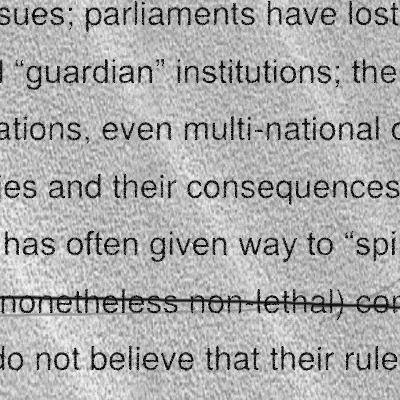 sues; parliaments have lost
“guardian” institutions; the
ations, even multi-national
ies and their consequences
has often given way to “spi
nonetheless non-lethal) con
do not believe that their rule